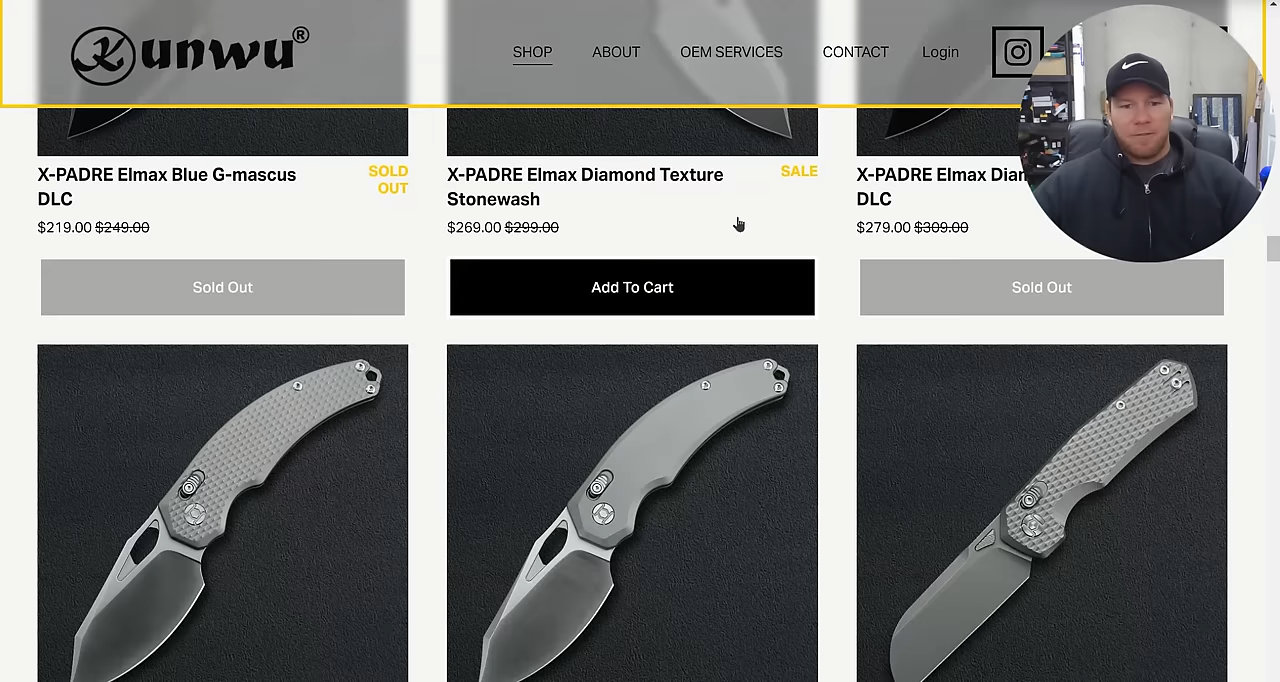 Kunwu®
SHOP ABOUT OEM SERVICES CONTACT Login
X-PADRE Elmax Blue G-mascus
DLC
SOLD
OUT
$219.00 $249.00
Sold Out
X-PADRE Elmax Diamond Texture
Stonewash
SALE
$269.00 $299.00
Add To Cart
X-PADRE Elmax
DLC
$279.00 $309.00
Sold Out